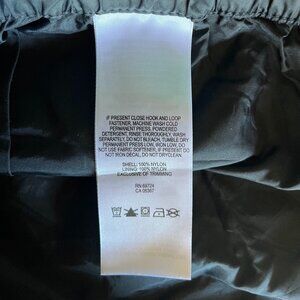 IF PRESENT CLOSE HOOK AND LOOP
FASTENER, MACHINE WASH COLD
PERMANENT PRESS, POWDERED
DETERGENT, RINSE THOROUGHLY, WASH
SEPARATELY, DO NOT BLEACH, TUMBLE DRY
PERMANENT PRESS LOW, IRON LOW, DO
NOT USE FABRIC SOFTENER, IF PRESENT DO
NOT IRON DECAL, DO NOT DRYCLEAN.
SHELL: 100% NYLON
LINING: 100% NYLON
EXCLUSIVE OF TRIMMING
RN 69724
CA 05367